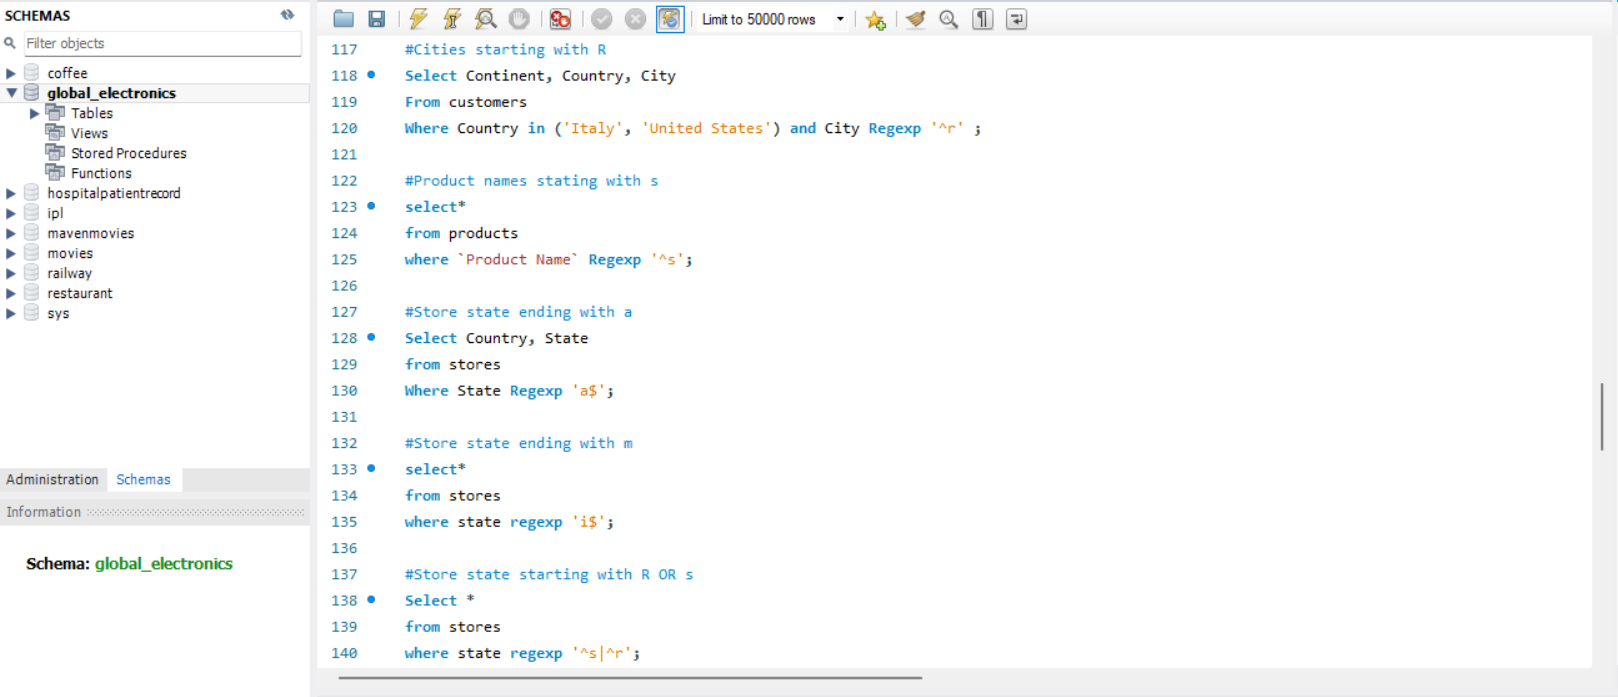 SCHEMAS
Filter objects
coffee
global_electronics
Tables
Views
Stored Procedures
Functions
hospitalpatientrecord
ipl
mavenmovies
movies
railway
restaurant
sys
Administration Schemas
Information
Schema: global_electronics
Limit to 50000 rows
117 #Cities starting with R
118 Select Continent, Country, City
119 From customers
120 Where Country in ('Italy', 'United States') and City Regexp '^r' ;
121
122 #Product names stating with s
123 select*
124 from products
125 where `Product Name` Regexp '^s';
126
127 #Store state ending with a
128 Select Country, State
129 from stores
130 Where State Regexp 'a$';
131
132 #Store state ending with m
133 select*
134 from stores
135 where state regexp 'i$';
136
137 #Store state starting with R OR s
138 Select *
139 from stores
140 where state regexp '^s|^r';